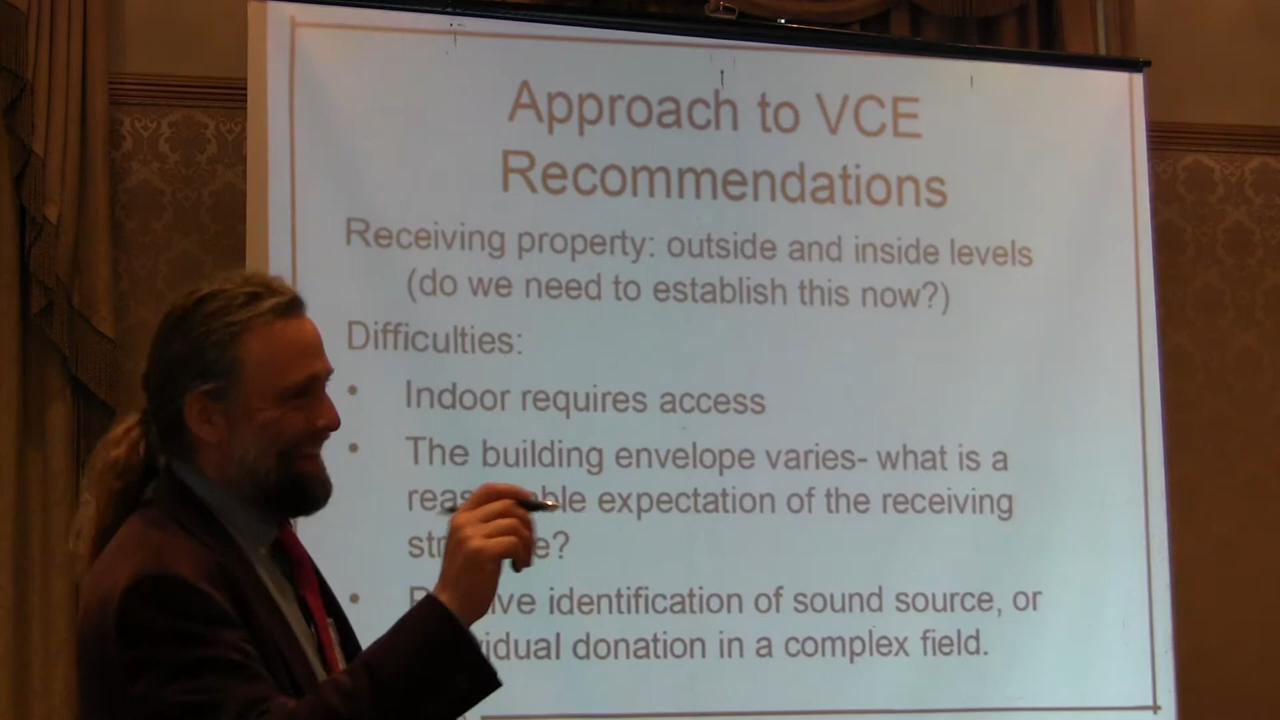 Approach to VCE
Recommendations
Receiving property: outside and inside levels
(do we need to establish this now?)
Difficulties:
• Indoor requires access
• The building envelope varies- what is a
expectation of the receiving
• identification of sound source, or
donation in a complex field.